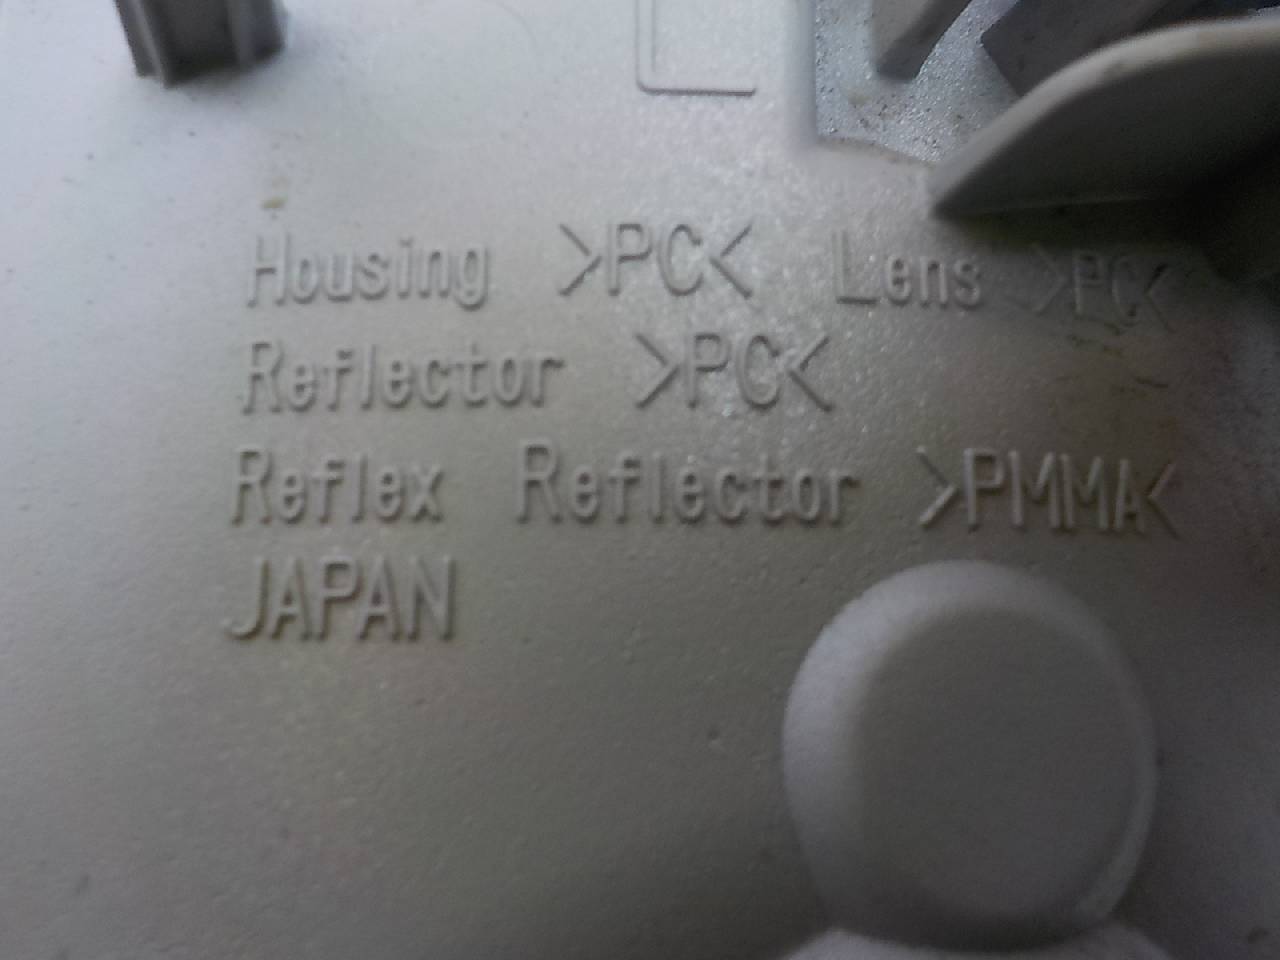 Housing >PC< Lens >PC<
Reflector >PC<
Reflex Reflector >PMMA<
JAPAN